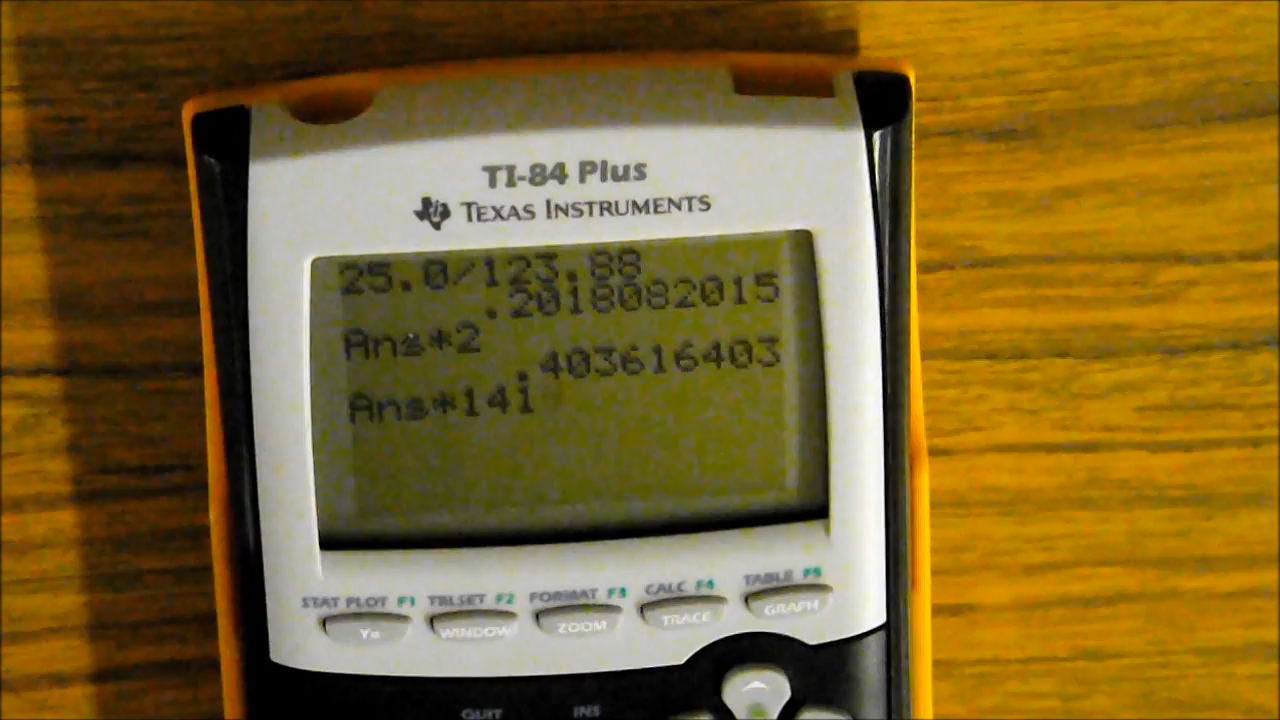 TI-84 Plus
TEXAS INSTRUMENTS
25.0/123.88
.2018082015
Ans*2
.403616403
Ans*141
STAT PLOT F1 TBLSET F2 FORMAT F3 CALC F4 TABLE F5
Y= WINDOW ZOOM TRACE GRAPH
QUIT INS